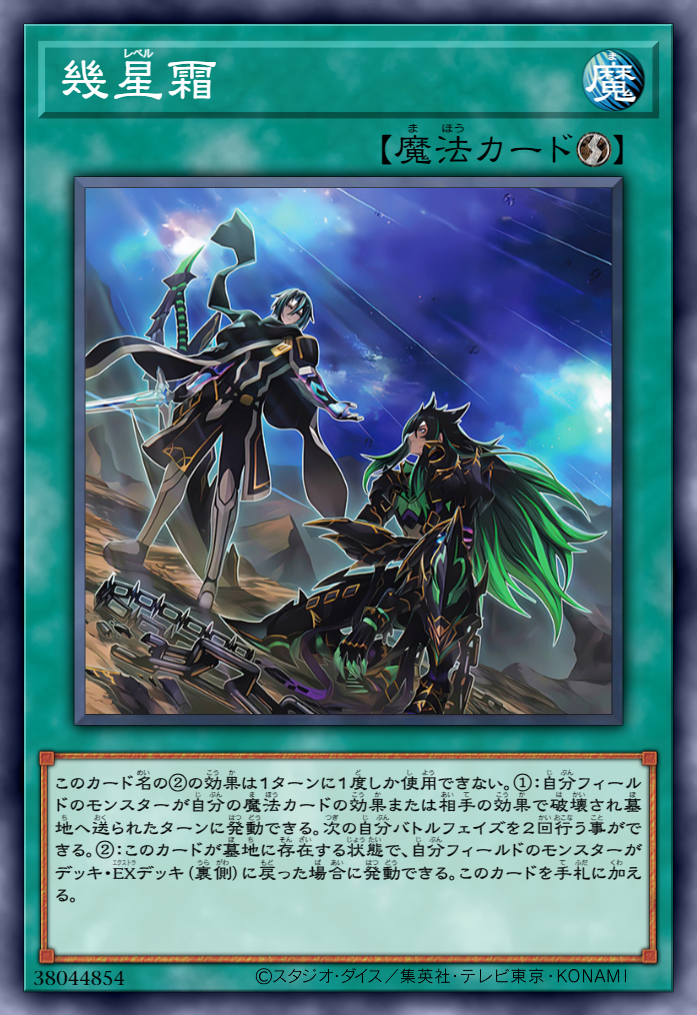 幾星霜
レベル
魔
ま
【魔法カード】
ま ほう
このカード名の②の効果は1ターンに1度しか使用できない。①:自分フィール
ドのモンスターが自分の魔法カードの効果または相手の効果で破壊され墓
地へ送られたターンに発動できる。次の自分バトルフェイズを2回行う事がで
きる。②:このカードが墓地に存在する状態で、自分フィールドのモンスターが
デッキ・EXデッキ(裏側)に戻った場合に発動できる。このカードを手札に加え
る。
38044854
©スタジオ・ダイス/集英社・テレビ東京・KONAMI